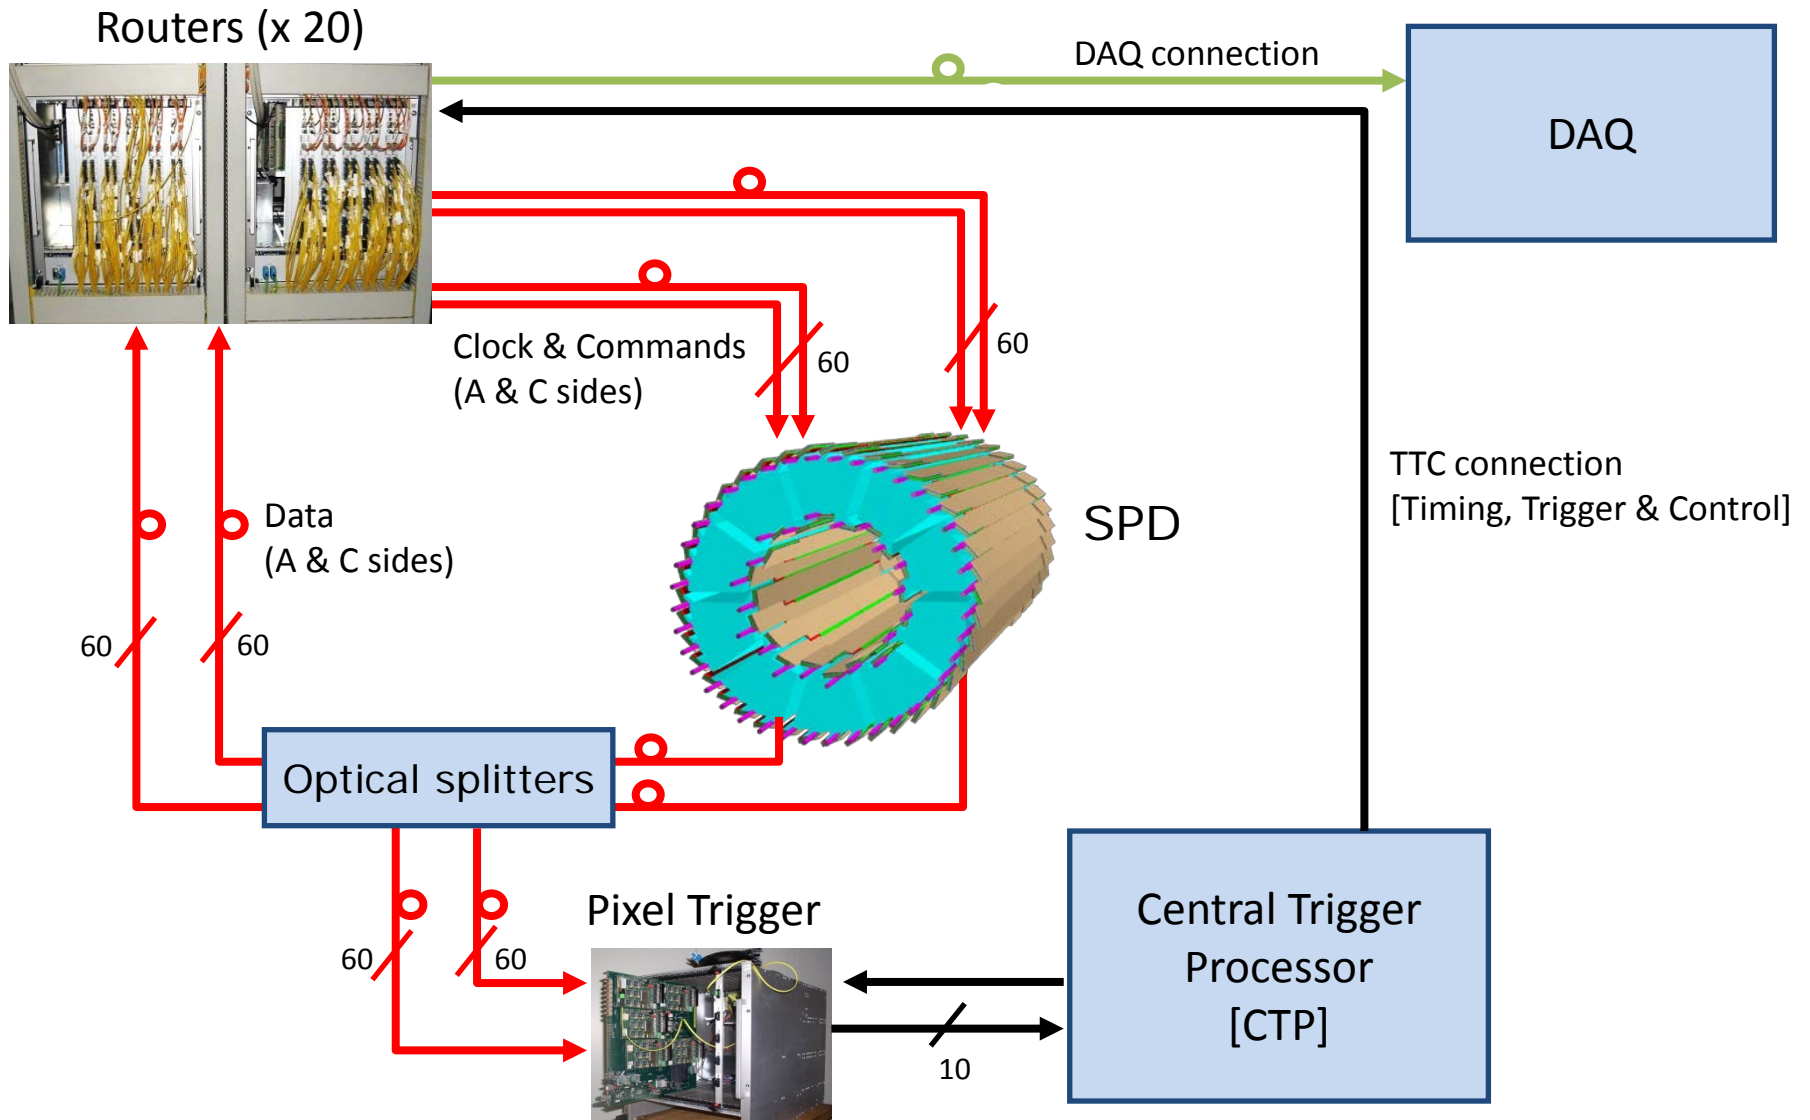 Routers (x 20)
DAQ connection
DAQ
Clock & Commands
(A & C sides)
60
60
TTC connection
[Timing, Trigger & Control]
SPD
Data
(A & C sides)
60
60
Optical splitters
Pixel Trigger
60
60
Central Trigger
Processor
[CTP]
10